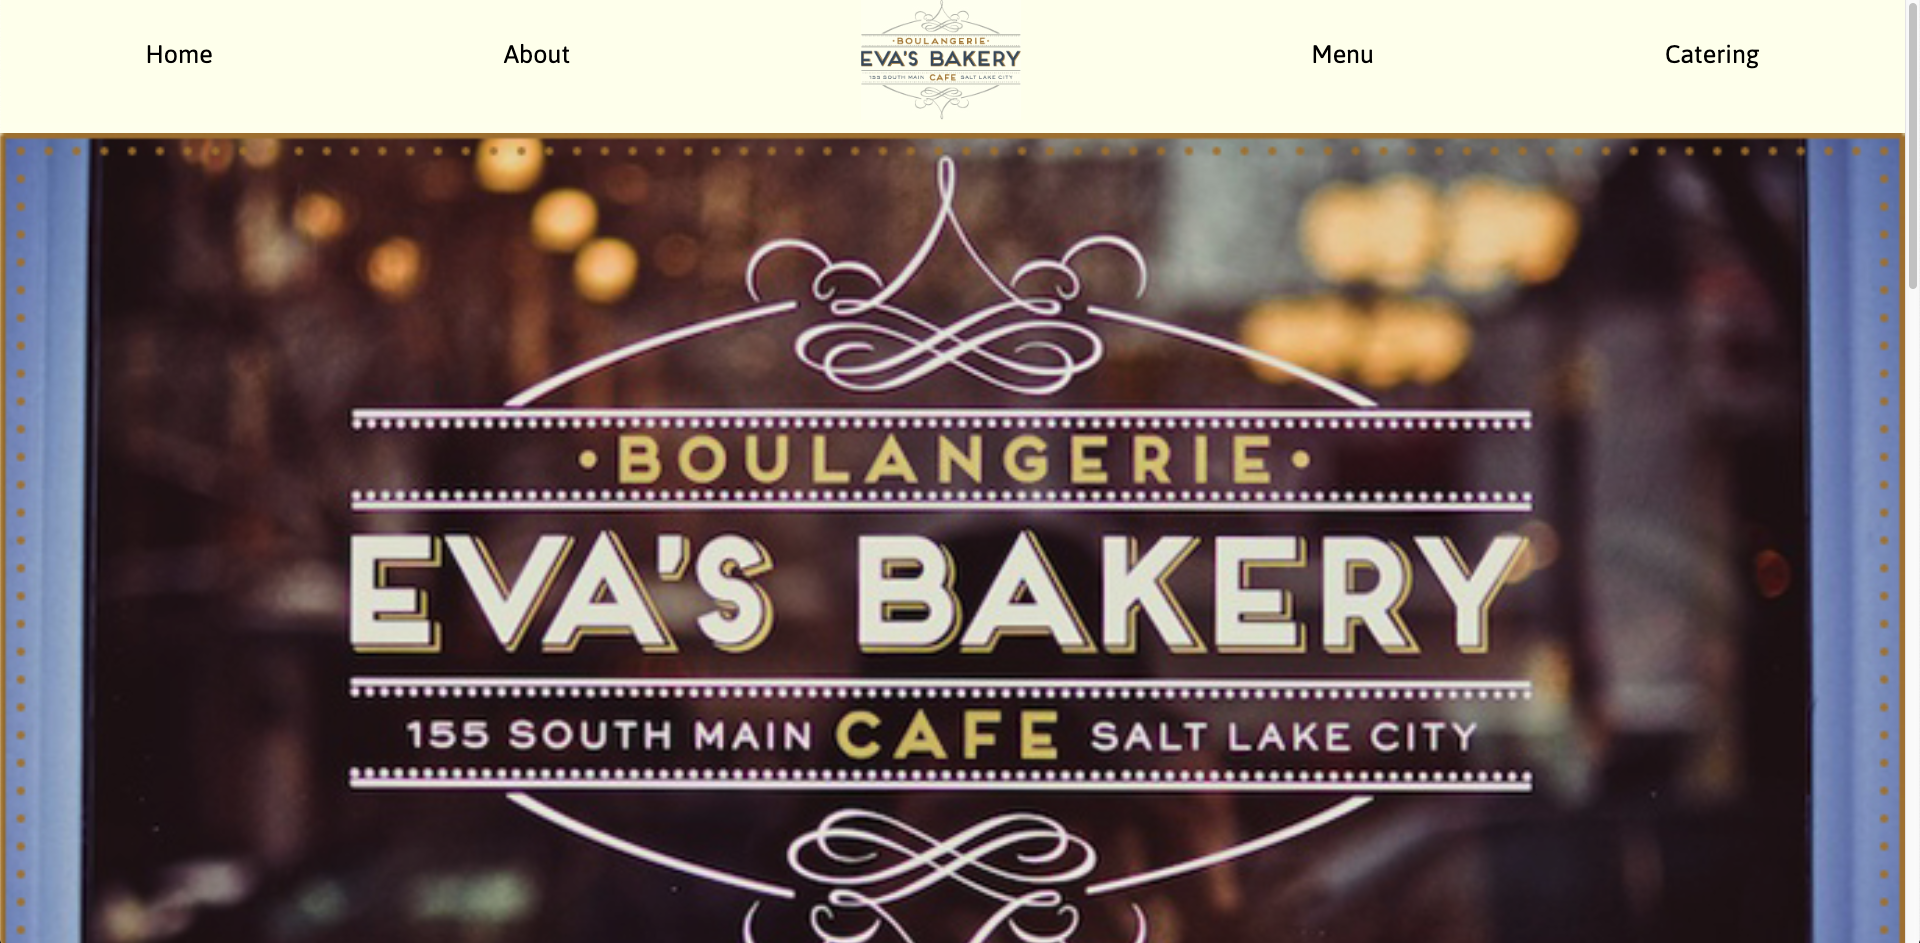 Home About Menu Catering
·BOULANGERIE·
EVA'S BAKERY
155 SOUTH MAIN CAFE SALT LAKE CITY
•BOULANGERIE•
EVA'S BAKERY
155 SOUTH MAIN CAFE SALT LAKE CITY